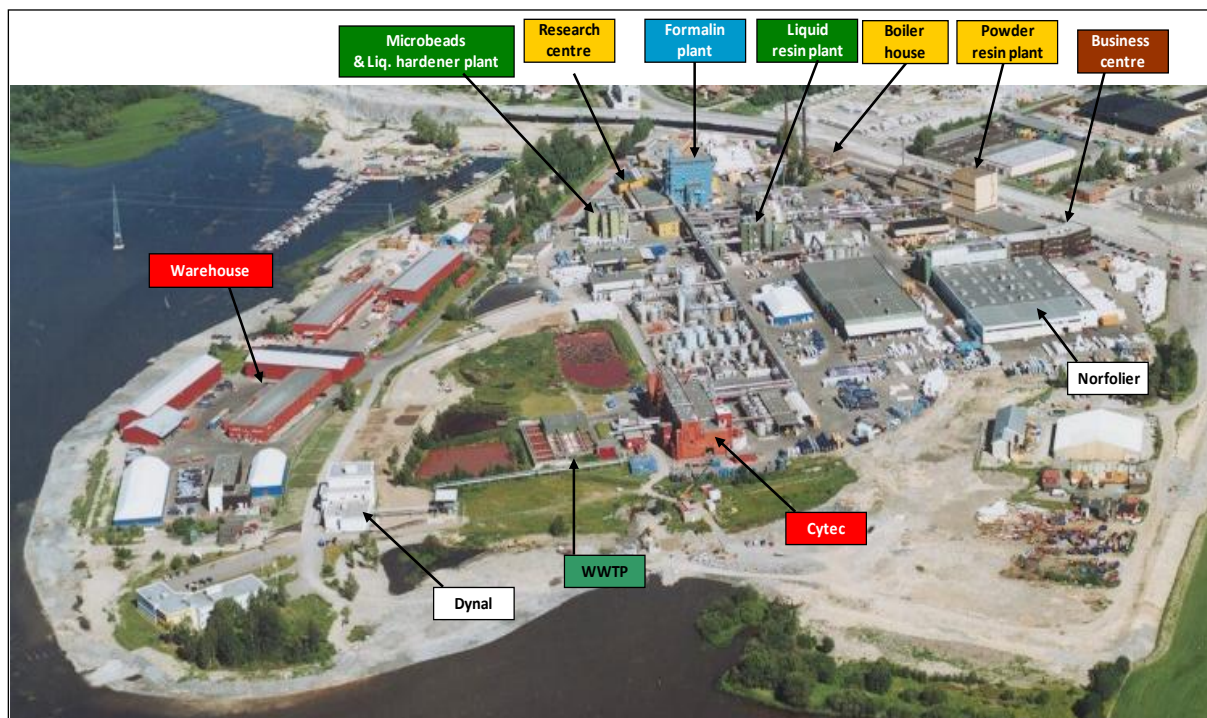 Microbeads
& Liq. hardener plant
Research
centre
Formalin
plant
Liquid
resin plant
Boiler
house
Powder
resin plant
Business
centre
Warehouse
Norfolier
Cytec
WWTP
Dynal